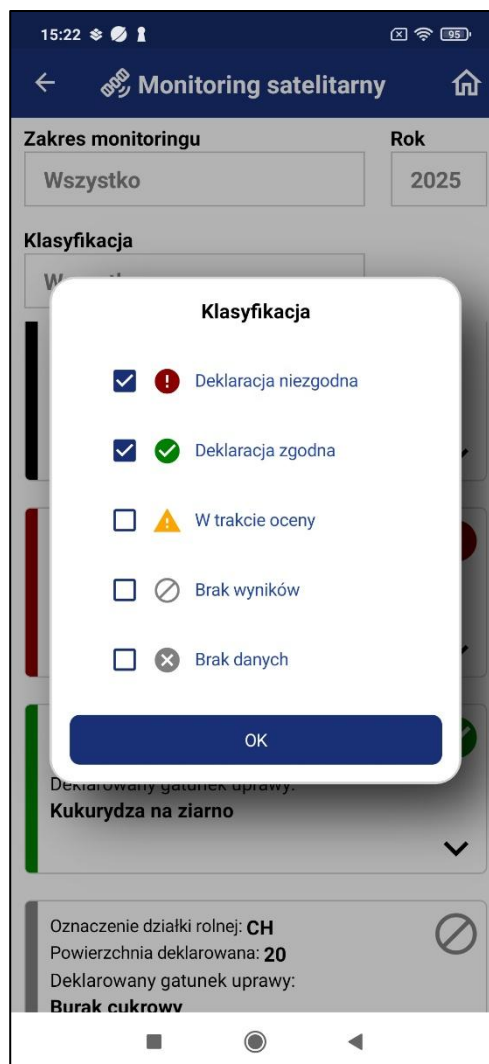 15:22
95
Monitoring satelitarny
Zakres monitoringu
Rok
Wszystko
2025
Klasyfikacja
Klasyfikacja
Deklaracja niezgodna
Deklaracja zgodna
W trakcie oceny
Brak wyników
Brak danych
OK
Deklarowany gatunek uprawy:
Kukurydza na ziarno
Oznaczenie działki rolnej: CH
Powierzchnia deklarowana: 20
Deklarowany gatunek uprawy:
Burak cukrowy